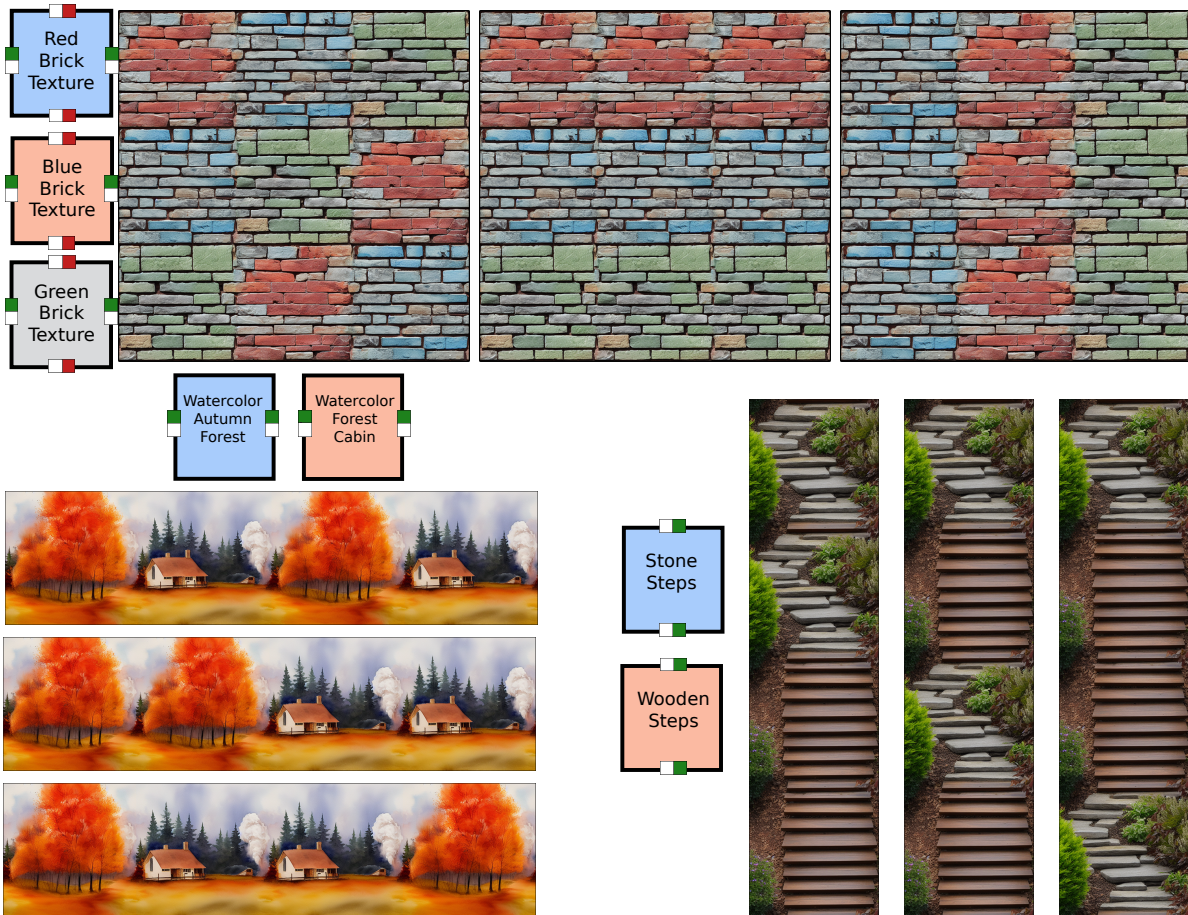 Red
Brick
Texture
Blue
Brick
Texture
Green
Brick
Texture
Watercolor
Autumn
Forest
Watercolor
Forest
Cabin
Stone
Steps
Wooden
Steps